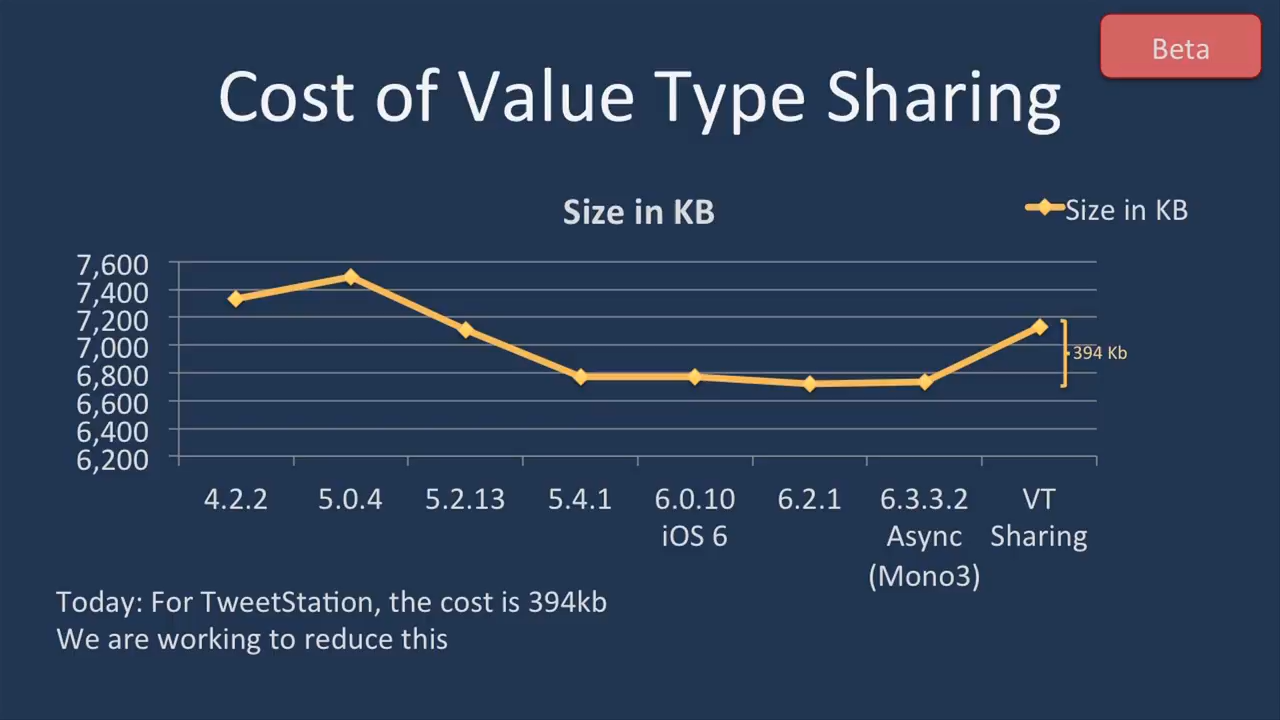 Beta
Cost of Value Type Sharing
Size in KB
Size in KB
7,600
7,400
7,200
7,000
6,800
6,600
6,400
6,200
394 Kb
4.2.2 5.0.4 5.2.13 5.4.1 6.0.10 6.2.1 6.3.3.2 VT
iOS 6 Async Sharing
(Mono3)
Today: For TweetStation, the cost is 394kb
We are working to reduce this